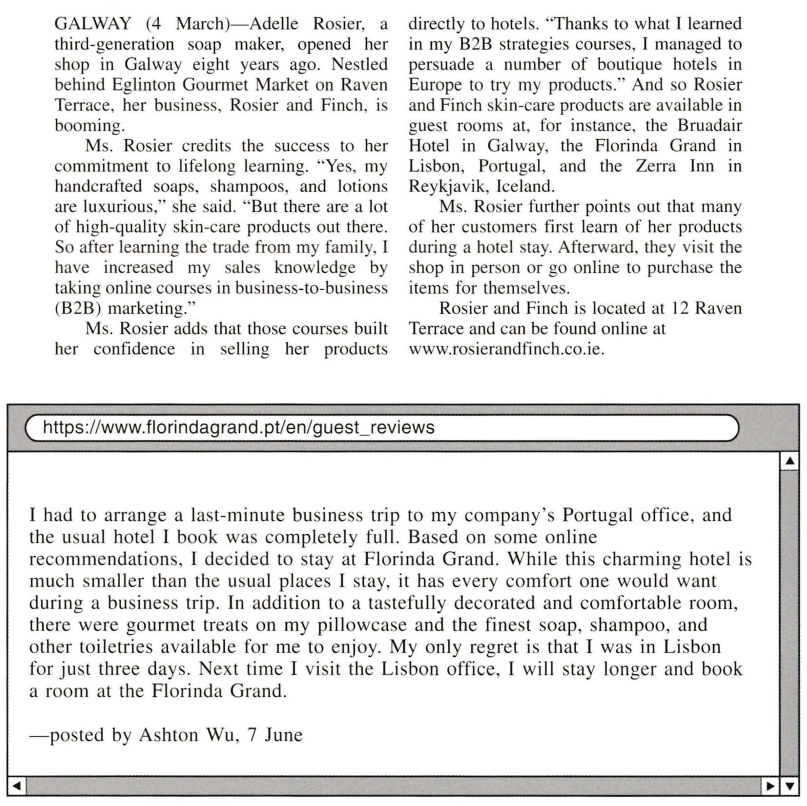 GALWAY (4 March)—Adelle Rosier, a
third-generation soap maker, opened her
shop in Galway eight years ago. Nestled
behind Eglinton Gourmet Market on Raven
Terrace, her business, Rosier and Finch, is
booming.
Ms. Rosier credits the success to her
commitment to lifelong learning. “Yes, my
handcrafted soaps, shampoos, and lotions
are luxurious,” she said. “But there are a lot
of high-quality skin-care products out there.
So after learning the trade from my family, I
have increased my sales knowledge by
taking online courses in business-to-business
(B2B) marketing.”
Ms. Rosier adds that those courses built
her confidence in selling her products
directly to hotels. “Thanks to what I learned
in my B2B strategies courses, I managed to
persuade a number of boutique hotels in
Europe to try my products.” And so Rosier
and Finch skin-care products are available in
guest rooms at, for instance, the Bruadair
Hotel in Galway, the Florinda Grand in
Lisbon, Portugal, and the Zerra Inn in
Reykjavik, Iceland.
Ms. Rosier further points out that many
of her customers first learn of her products
during a hotel stay. Afterward, they visit the
shop in person or go online to purchase the
items for themselves.
Rosier and Finch is located at 12 Raven
Terrace and can be found online at
www.rosierandfinch.co.ie.
https://www.florindagrand.pt/en/guest_reviews
I had to arrange a last-minute business trip to my company’s Portugal office, and
the usual hotel I book was completely full. Based on some online
recommendations, I decided to stay at Florinda Grand. While this charming hotel is
much smaller than the usual places I stay, it has every comfort one would want
during a business trip. In addition to a tastefully decorated and comfortable room,
there were gourmet treats on my pillowcase and the finest soap, shampoo, and
other toiletries available for me to enjoy. My only regret is that I was in Lisbon
for just three days. Next time I visit the Lisbon office, I will stay longer and book
a room at the Florinda Grand.
—posted by Ashton Wu, 7 June